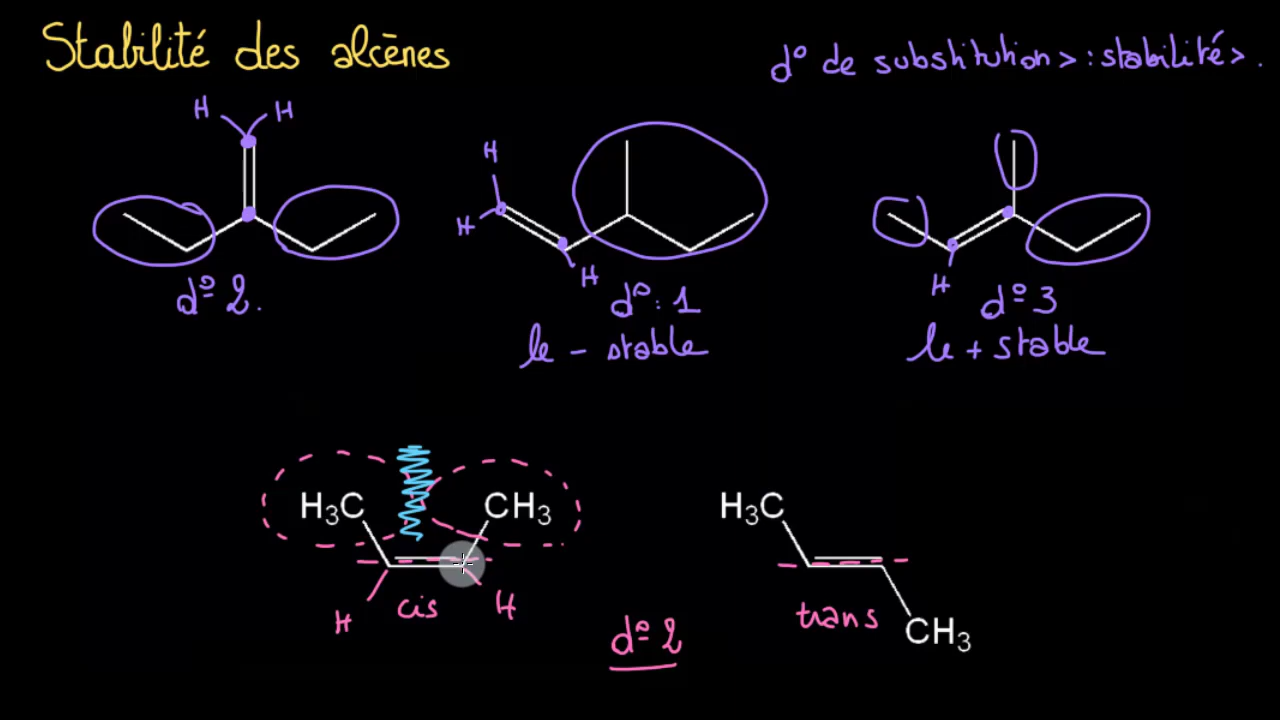 Stabilité des alcènes
d° de substitution > : stabilité > .
H H
H
H
H
H
d° 2.
d° : 1
d° 3
le - stable
le + stable
H₃C CH₃
H₃C
H cis H
trans
CH₃
d° 2